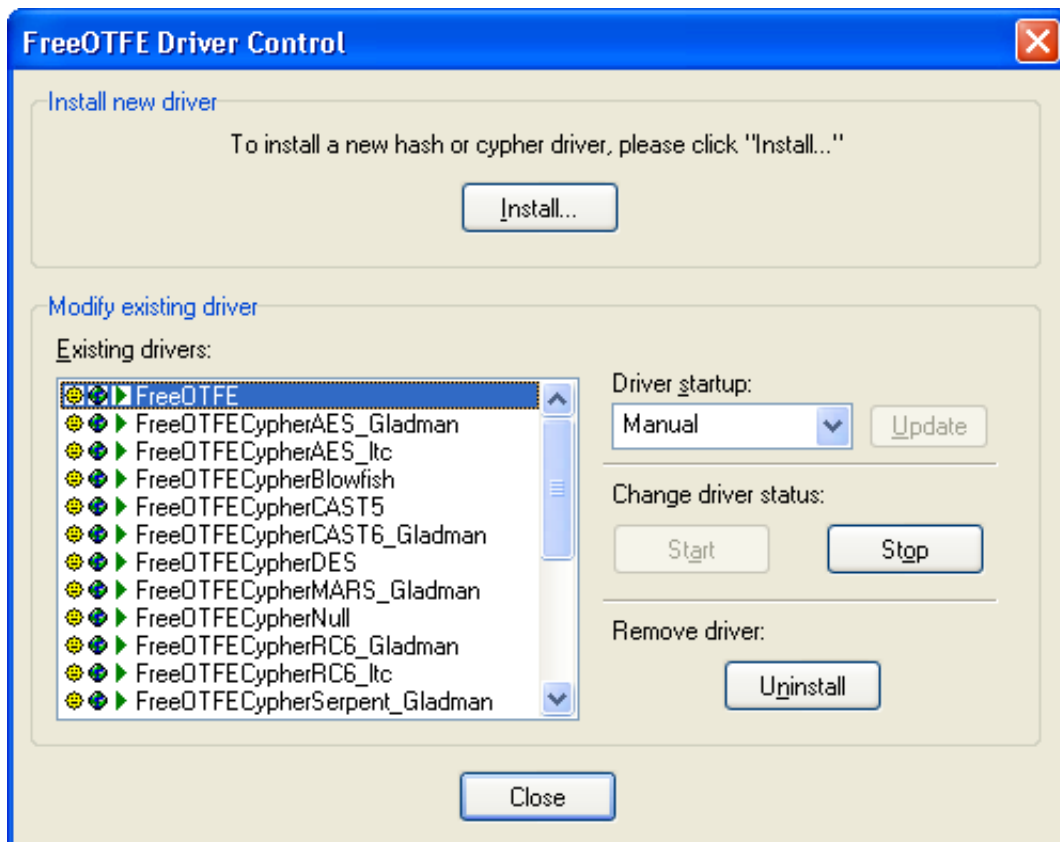 FreeOTFE Driver Control
Install new driver
To install a new hash or cypher driver, please click "Install..."
Install...
Modify existing driver
Existing drivers:
FreeOTFE
FreeOTFECypherAES_Gladman
FreeOTFECypherAES_ltc
FreeOTFECypherBlowfish
FreeOTFECypherCAST5
FreeOTFECypherCAST6_Gladman
FreeOTFECypherDES
FreeOTFECypherMARS_Gladman
FreeOTFECypherNull
FreeOTFECypherRC6_Gladman
FreeOTFECypherRC6_ltc
FreeOTFECypherSerpent_Gladman
Driver startup:
Manual
Update
Change driver status:
Start
Stop
Remove driver:
Uninstall
Close